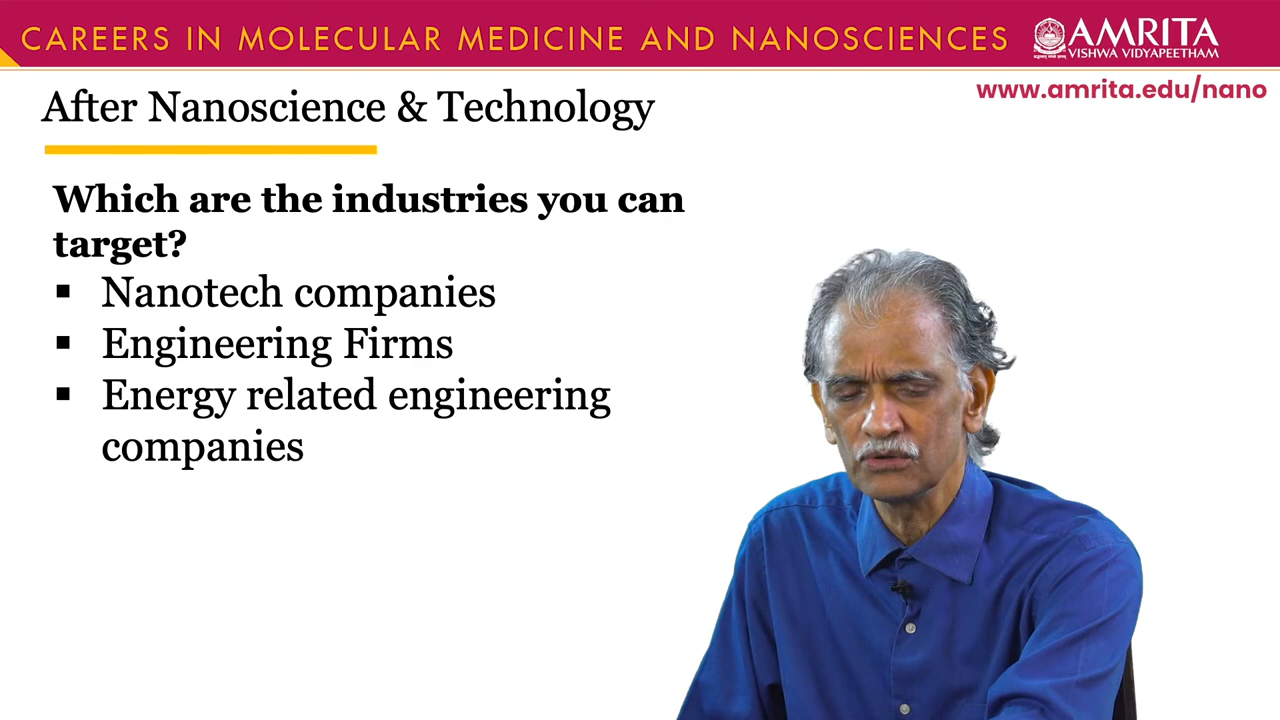 CAREERS IN MOLECULAR MEDICINE AND NANOSCIENCES
AMRITA
VISHWA VIDYAPEETHAM
www.amrita.edu/nano
After Nanoscience & Technology
Which are the industries you can
target?
▪ Nanotech companies
▪ Engineering Firms
▪ Energy related engineering
companies